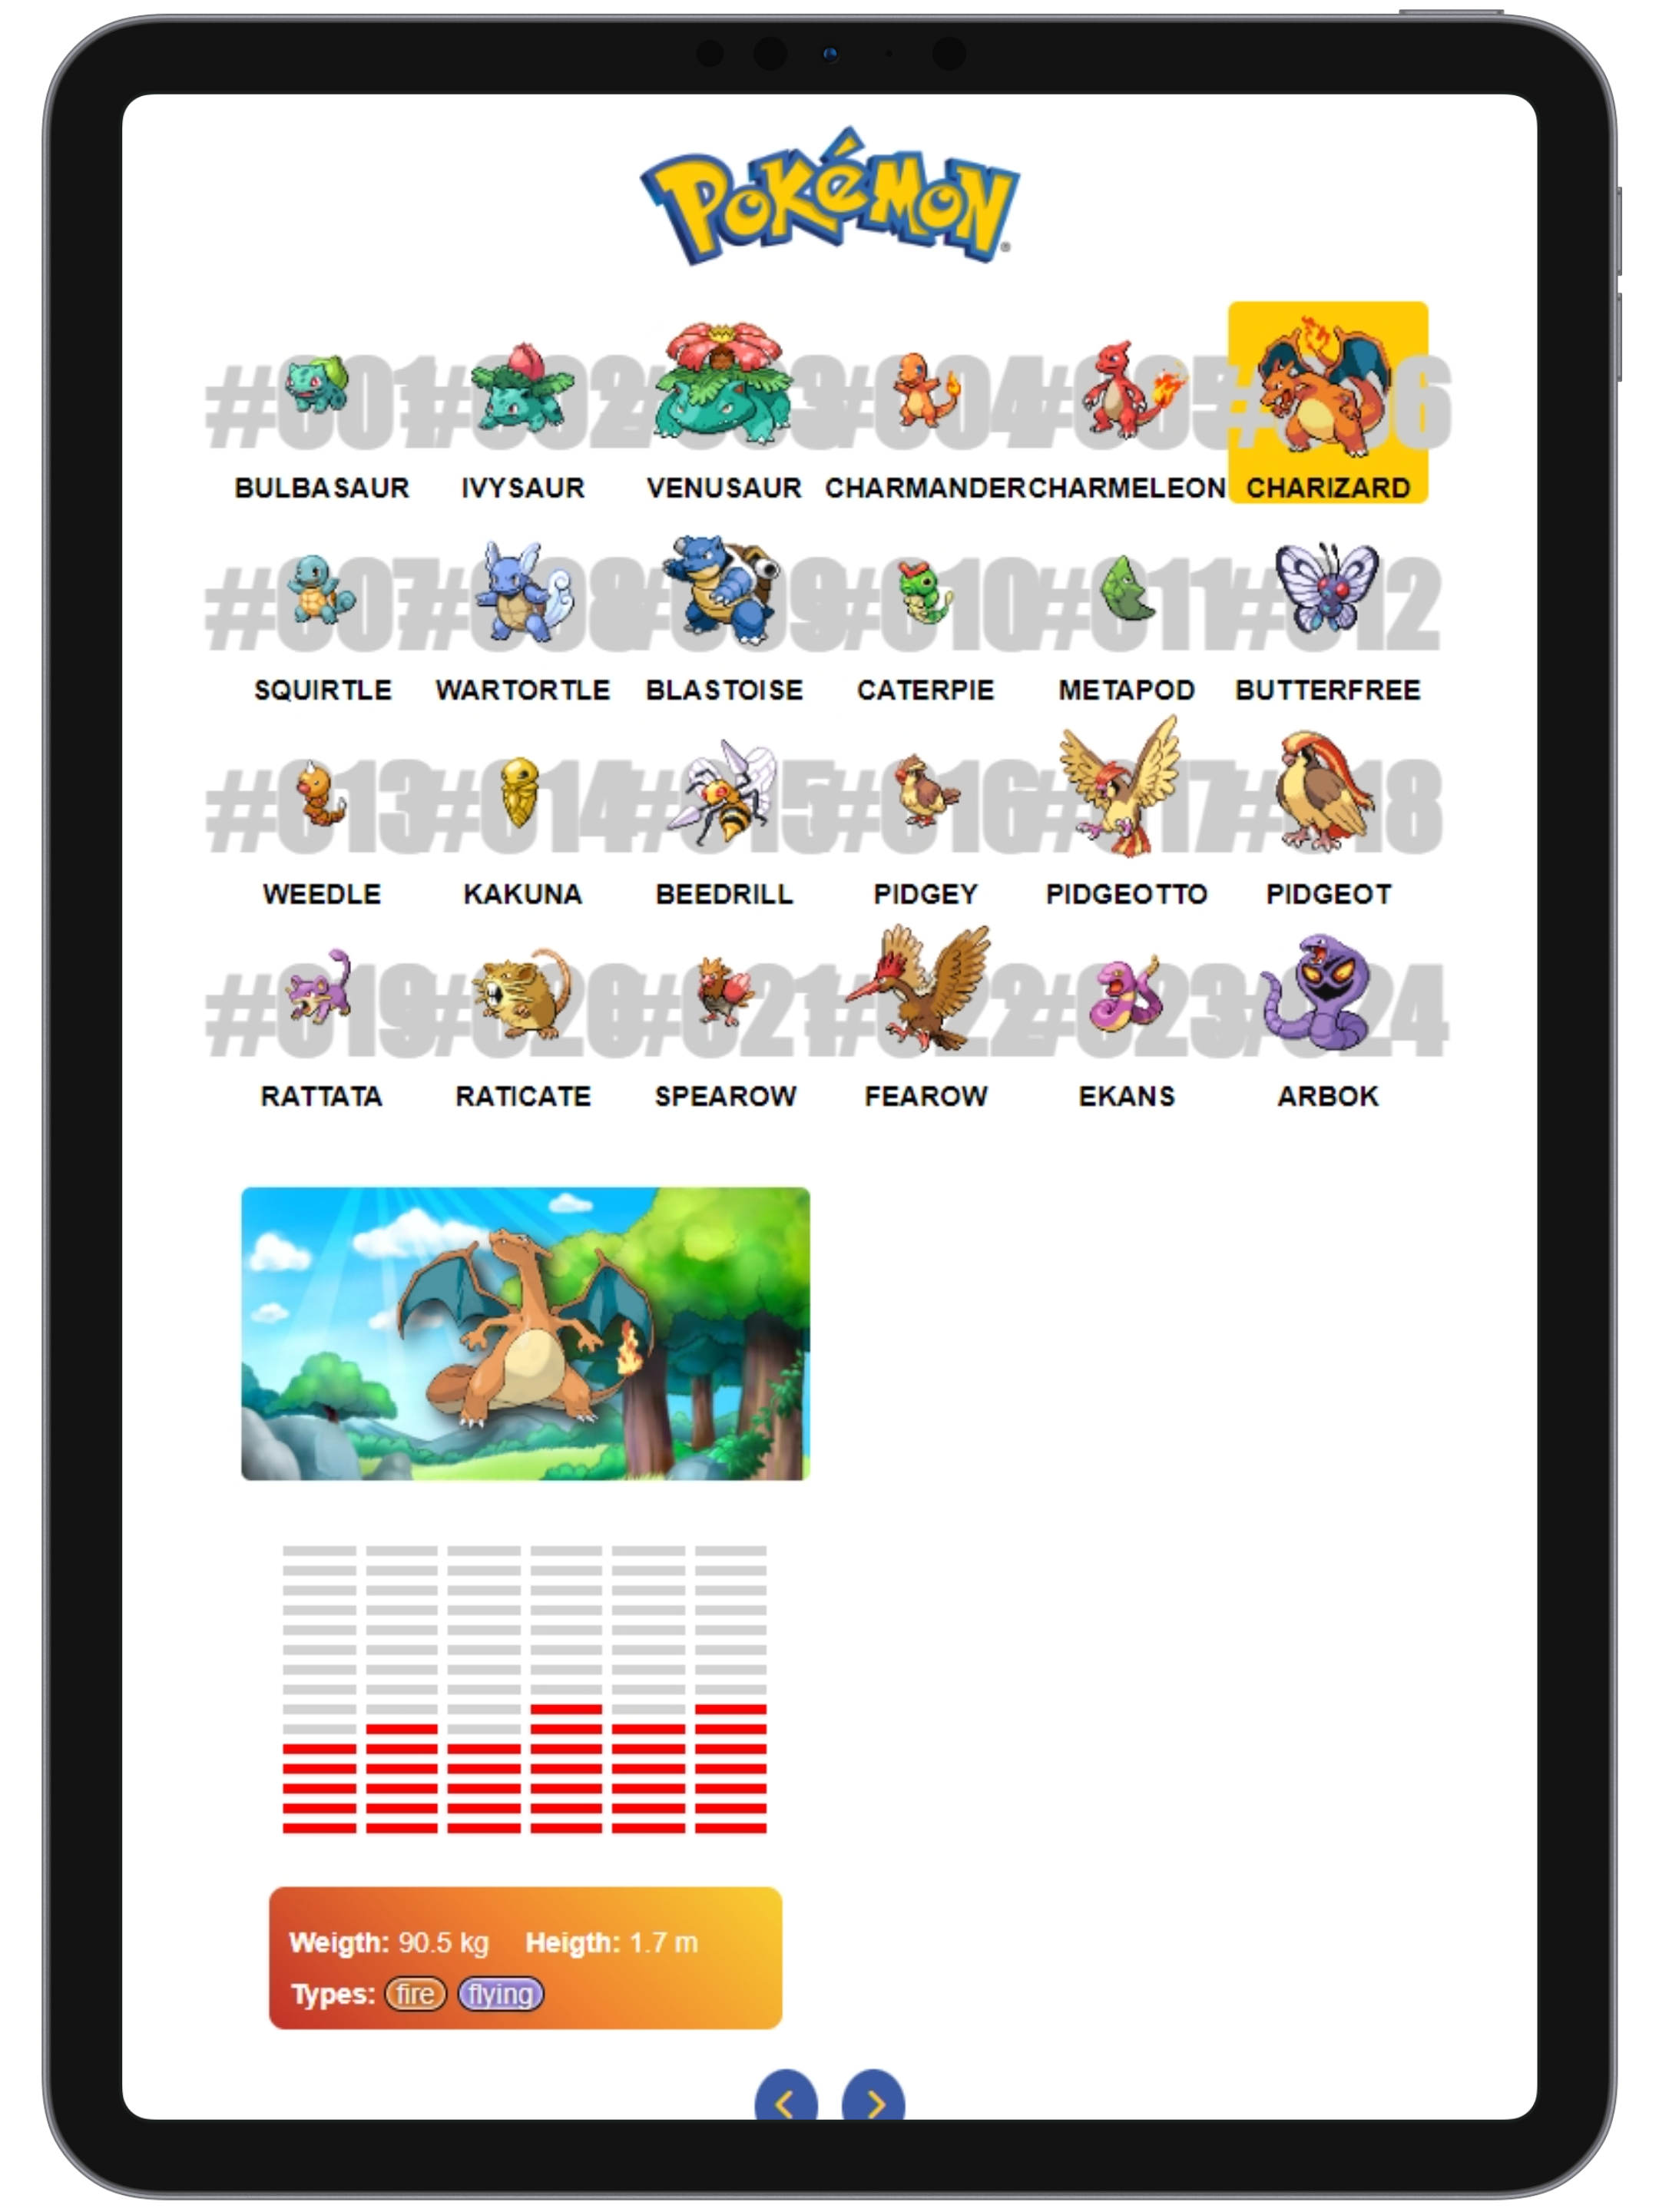 POKéMON
#001 #002 #003 #004 #005 #006
BULBASAUR IVYSAUR VENUSAUR CHARMANDER CHARMELEON CHARIZARD
#007 #008 #009 #010 #011 #012
SQUIRTLE WARTORTLE BLASTOISE CATERPIE METAPOD BUTTERFREE
#013 #014 #015 #016 #017 #018
WEEDLE KAKUNA BEEDRILL PIDGEY PIDGEOTTO PIDGEOT
#019 #020 #021 #022 #023 #024
RATTATA RATICATE SPEAROW FEAROW EKANS ARBOK
Weigth: 90.5 kg Heigth: 1.7 m
Types: fire flying